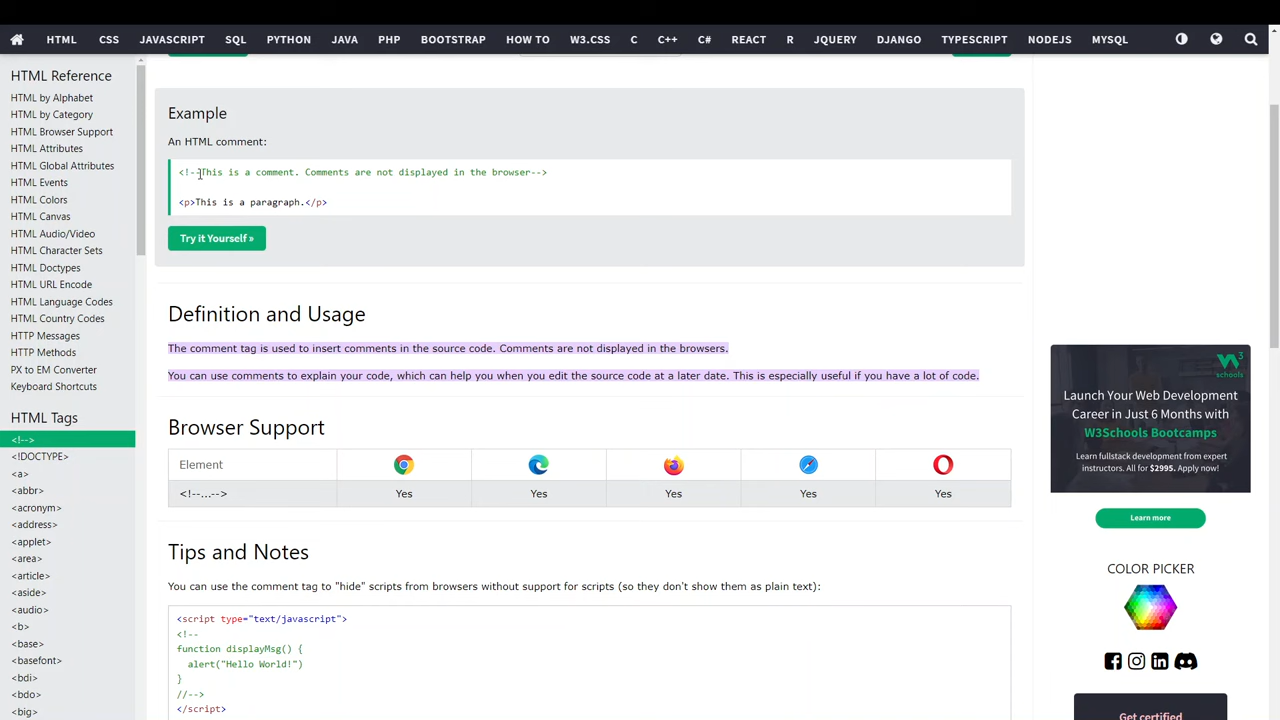 HTML CSS JAVASCRIPT SQL PYTHON JAVA PHP BOOTSTRAP HOW TO W3.CSS C C++ C# REACT R JQUERY DJANGO TYPESCRIPT NODEJS MYSQL
HTML Reference
HTML by Alphabet
HTML by Category
HTML Browser Support
HTML Attributes
HTML Global Attributes
HTML Events
HTML Colors
HTML Canvas
HTML Audio/Video
HTML Character Sets
HTML Doctypes
HTML URL Encode
HTML Language Codes
HTML Country Codes
HTTP Messages
HTTP Methods
PX to EM Converter
Keyboard Shortcuts
HTML Tags
<!-->
<!DOCTYPE>
<a>
<abbr>
<acronym>
<address>
<applet>
<area>
<article>
<aside>
<audio>
<b>
<base>
<basefont>
<bdi>
<bdo>
<big>
Example
An HTML comment:
<!--This is a comment. Comments are not displayed in the browser-->
<p>This is a paragraph.</p>
Try it Yourself »
Definition and Usage
The comment tag is used to insert comments in the source code. Comments are not displayed in the browsers.
You can use comments to explain your code, which can help you when you edit the source code at a later date. This is especially useful if you have a lot of code.
Browser Support
Element
<!--...--> Yes Yes Yes Yes Yes
Tips and Notes
You can use the comment tag to "hide" scripts from browsers without support for scripts (so they don't show them as plain text):
<script type="text/javascript">
<!--
function displayMsg() {
alert("Hello World!")
}
//-->
</script>
W3
schools
Launch Your Web Development
Career in Just 6 Months with
W3Schools Bootcamps
Learn fullstack development from expert
instructors. All for $2995. Apply now!
Learn more
COLOR PICKER
Get certified